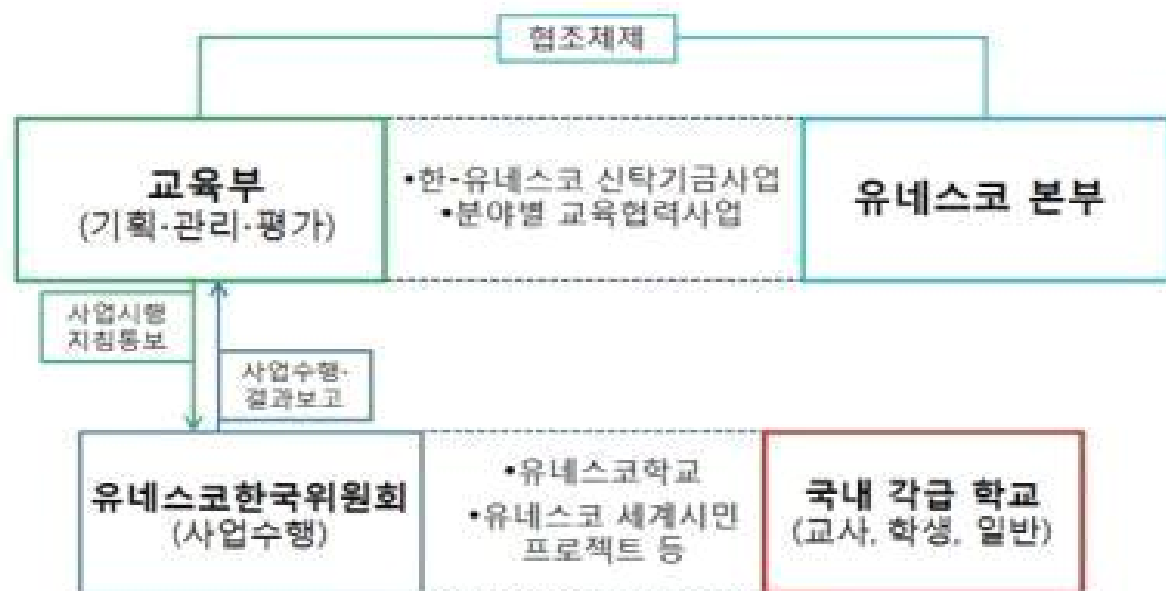 협조체제
교육부
(기획·관리·평가)
•한-유네스코 신탁기금사업
•분야별 교육협력사업
유네스코 본부
사업시행
지침통보
사업수행·
결과보고
유네스코한국위원회
(사업수행)
•유네스코학교
•유네스코 세계시민
프로젝트 등
국내 각급 학교
(교사, 학생, 일반)